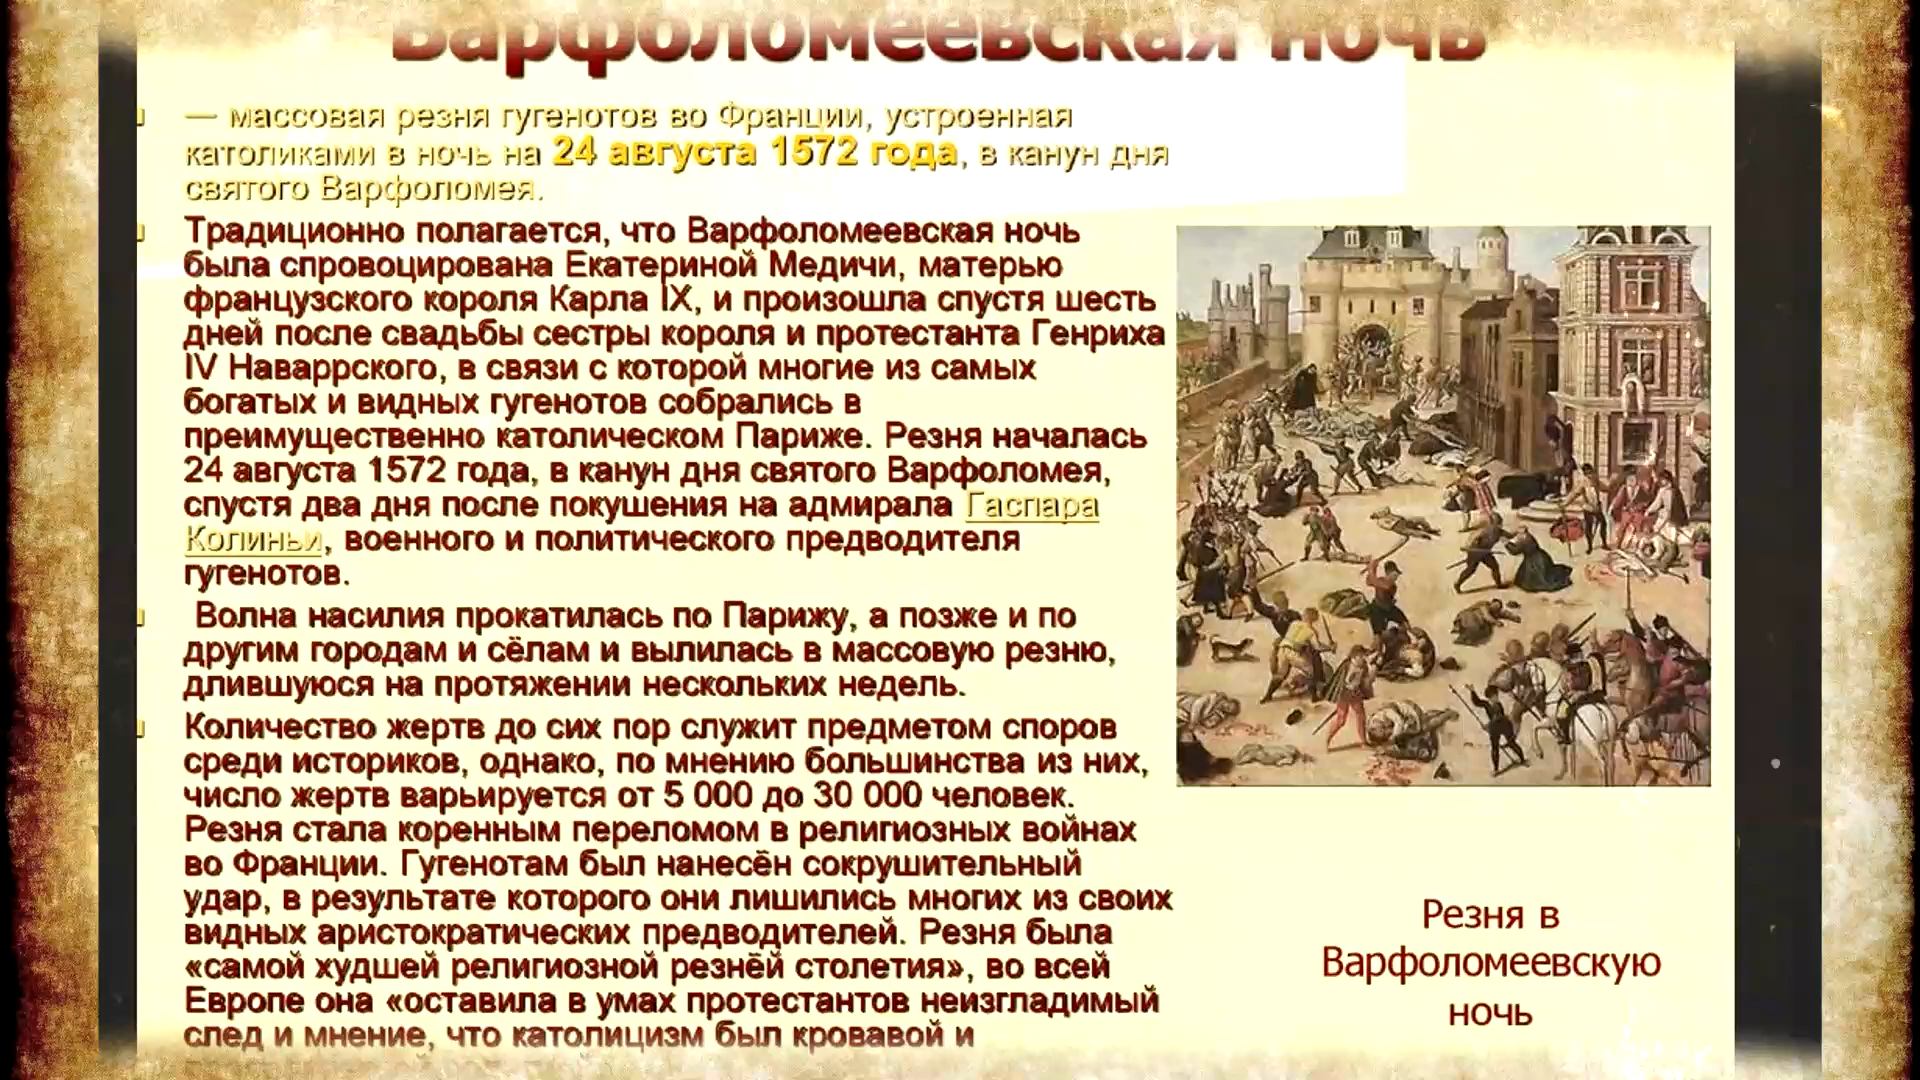 Варфоломеевская ночь
— массовая резня гугенотов во Франции, устроенная
католиками в ночь на 24 августа 1572 года, в канун дня
святого Варфоломея.
Традиционно полагается, что Варфоломеевская ночь
была спровоцирована Екатериной Медичи, матерью
французского короля Карла IX, и произошла спустя шесть
дней после свадьбы сестры короля и протестанта Генриха
IV Наваррского, в связи с которой многие из самых
богатых и видных гугенотов собрались в
преимущественно католическом Париже. Резня началась
24 августа 1572 года, в канун дня святого Варфоломея,
спустя два дня после покушения на адмирала Гаспара
Колиньи, военного и политического предводителя
гугенотов.
Волна насилия прокатилась по Парижу, а позже и по
другим городам и сёлам и вылилась в массовую резню,
длившуюся на протяжении нескольких недель.
Количество жертв до сих пор служит предметом споров
среди историков, однако, по мнению большинства из них,
число жертв варьируется от 5 000 до 30 000 человек.
Резня стала коренным переломом в религиозных войнах
во Франции. Гугенотам был нанесён сокрушительный
удар, в результате которого они лишились многих из своих
видных аристократических предводителей. Резня была
«самой худшей религиозной резнёй столетия», во всей
Европе она «оставила в умах протестантов неизгладимый
след и мнение, что католицизм был кровавой и
Резня в
Варфоломеевскую
ночь